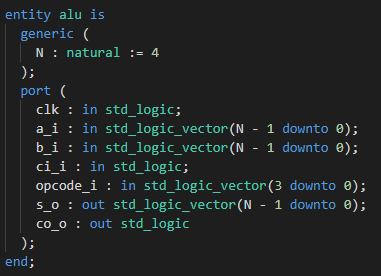 entity alu is
generic (
N : natural := 4
);
port (
clk : in std_logic;
a_i : in std_logic_vector(N - 1 downto 0);
b_i : in std_logic_vector(N - 1 downto 0);
ci_i : in std_logic;
opcode_i : in std_logic_vector(3 downto 0);
s_o : out std_logic_vector(N - 1 downto 0);
co_o : out std_logic
);
end;